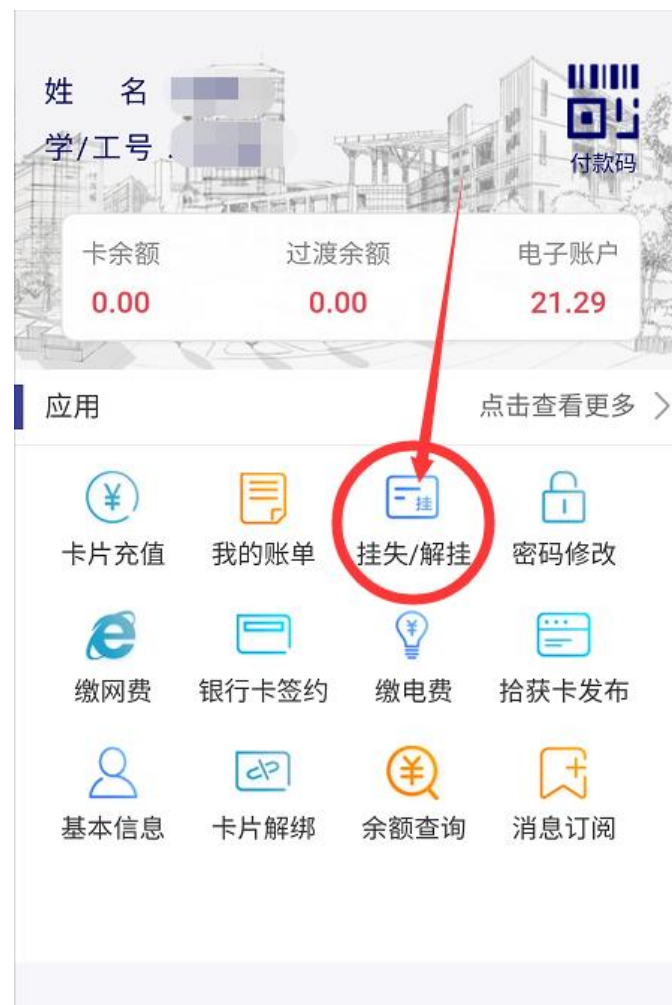 姓 名
学/工号
付款码
卡余额 过渡余额 电子账户
0.00 0.00 21.29
应用 点击查看更多
卡片充值 我的账单 挂失/解挂 密码修改
缴网费 银行卡签约 缴电费 拾获卡发布
基本信息 卡片解绑 余额查询 消息订阅